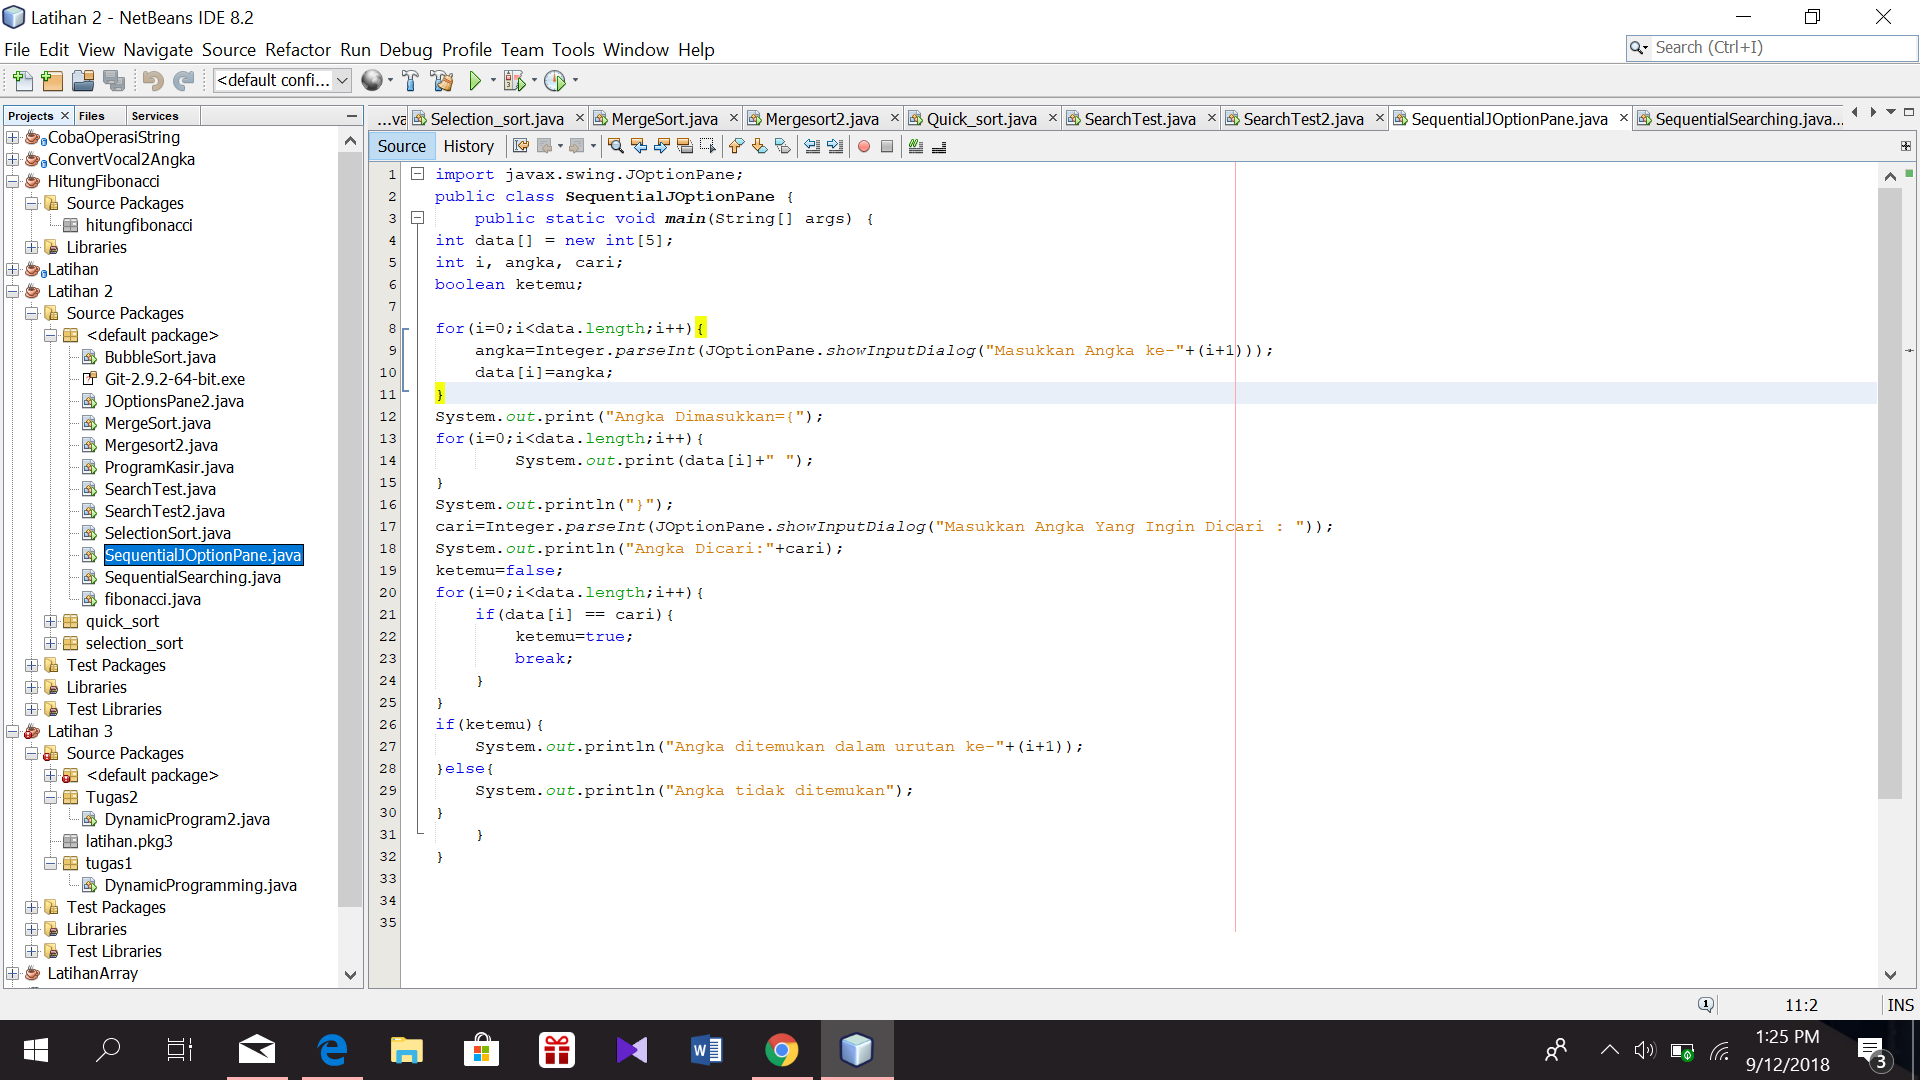 Latihan 2 - NetBeans IDE 8.2
File Edit View Navigate Source Refactor Run Debug Profile Team Tools Window Help
Search (Ctrl+I)
<default confi...
Projects Files Services
CobaOperasiString
ConvertVocal2Angka
HitungFibonacci
Source Packages
hitungfibonacci
Libraries
Latihan
Latihan 2
Source Packages
<default package>
BubbleSort.java
Git-2.9.2-64-bit.exe
JOptionsPane2.java
MergeSort.java
Mergesort2.java
ProgramKasir.java
SearchTest.java
SearchTest2.java
SelectionSort.java
SequentialJOptionPane.java
SequentialSearching.java
fibonacci.java
quick_sort
selection_sort
Test Packages
Libraries
Test Libraries
Latihan 3
Source Packages
<default package>
Tugas2
DynamicProgram2.java
latihan.pkg3
tugas1
DynamicProgramming.java
Test Packages
Libraries
Test Libraries
LatihanArray
...va Selection_sort.java MergeSort.java Mergesort2.java Quick_sort.java SearchTest.java SearchTest2.java SequentialJOptionPane.java SequentialSearching.java...
Source History
1 import javax.swing.JOptionPane;
2 public class SequentialJOptionPane {
3 public static void main(String[] args) {
4 int data[] = new int[5];
5 int i, angka, cari;
6 boolean ketemu;
7
8 for(i=0;i<data.length;i++){
9 angka=Integer.parseInt(JOptionPane.showInputDialog("Masukkan Angka ke-"+(i+1)));
10 data[i]=angka;
11 }
12 System.out.print("Angka Dimasukkan={");
13 for(i=0;i<data.length;i++){
14 System.out.print(data[i]+" ");
15 }
16 System.out.println("}");
17 cari=Integer.parseInt(JOptionPane.showInputDialog("Masukkan Angka Yang Ingin Dicari : "));
18 System.out.println("Angka Dicari:"+cari);
19 ketemu=false;
20 for(i=0;i<data.length;i++){
21 if(data[i] == cari){
22 ketemu=true;
23 break;
24 }
25 }
26 if(ketemu){
27 System.out.println("Angka ditemukan dalam urutan ke-"+(i+1));
28 }else{
29 System.out.println("Angka tidak ditemukan");
30 }
31 }
32 }
33
34
35
11:2 INS
1:25 PM
9/12/2018
3